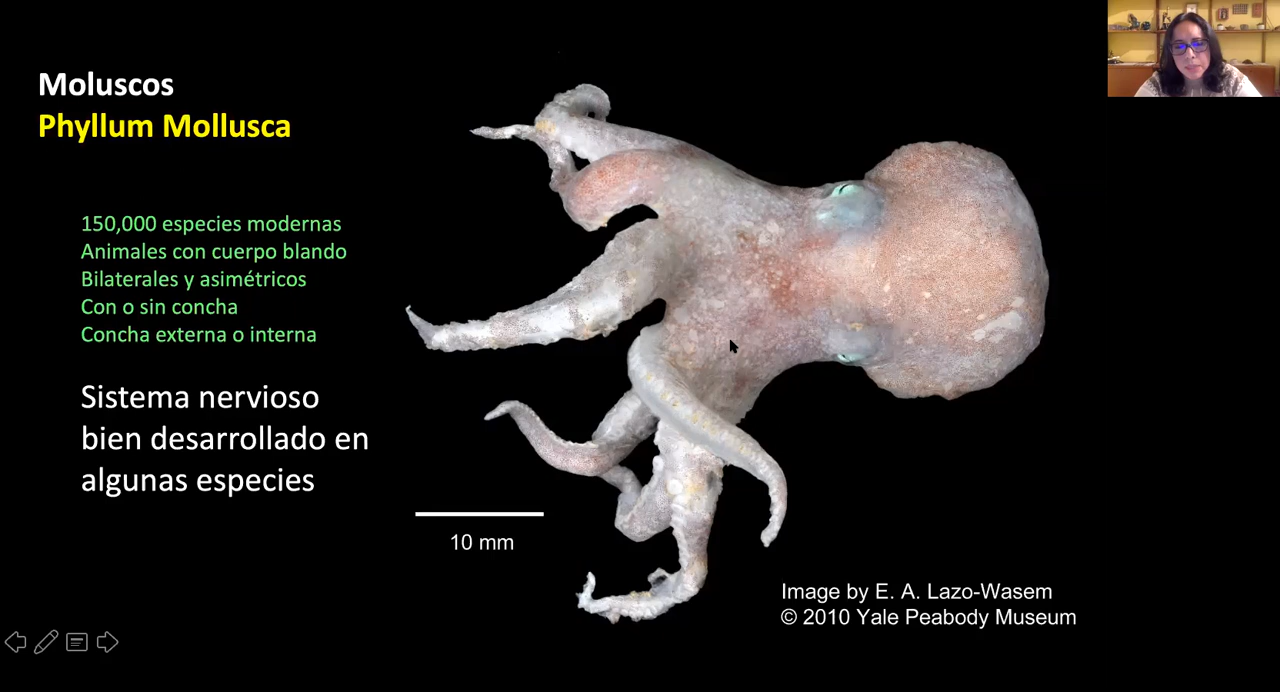 Moluscos
Phyllum Mollusca
150,000 especies modernas
Animales con cuerpo blando
Bilaterales y asimétricos
Con o sin concha
Concha externa o interna
Sistema nervioso
bien desarrollado en
algunas especies
10 mm
Image by E. A. Lazo-Wasem
© 2010 Yale Peabody Museum